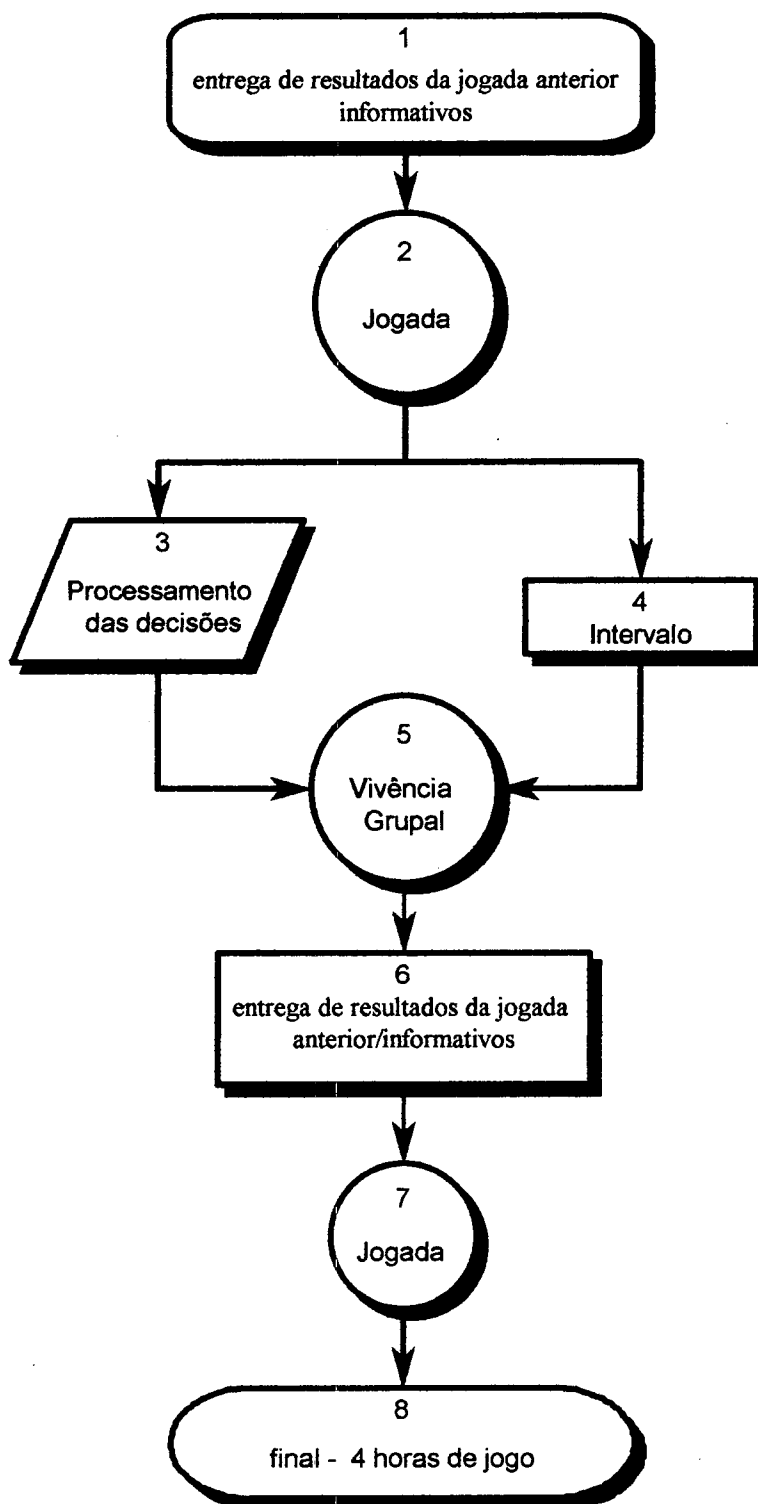 1
entrega de resultados da jogada anterior
informativos
2
Jogada
3
Processamento
das decisões
4
Intervalo
5
Vivência
Grupal
6
entrega de resultados da jogada
anterior/informativos
7
Jogada
8
final - 4 horas de jogo